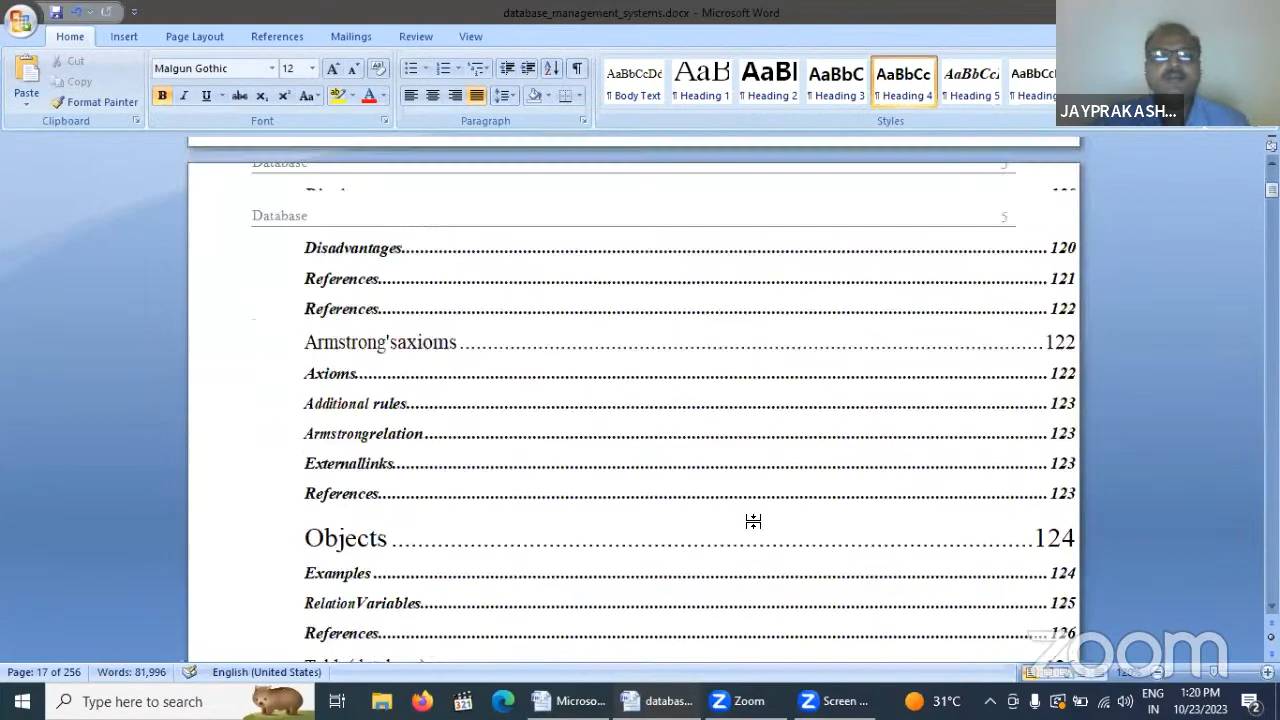 database_management_systems.docx - Microsoft Word
Home Insert Page Layout References Mailings Review View
Paste
Cut
Copy
Format Painter
Clipboard
Malgun Gothic 12
B I U abc
Font
Paragraph
AaBbCcDc AaB AaBl AaBbC AaBbCc AaBbCc
¶ Body Text ¶ Heading 1 ¶ Heading 2 ¶ Heading 3 ¶ Heading 4 ¶ Heading 5 ¶ Heading
Styles
JAYPRAKASH...
Database 5
Database 5
Disadvantages 120
References 121
References 122
Armstrong'saxioms 122
Axioms 122
Additional rules 123
Armstrongrelation 123
Externallinks 123
References 123
Objects 124
Examples 124
RelationVariables 125
References 126
zoom
Page: 17 of 256 Words: 81,996 English (United States)
Type here to search
Microso... databas... Zoom Screen ... 31°C
ENG
IN
1:20 PM
10/23/2023
2